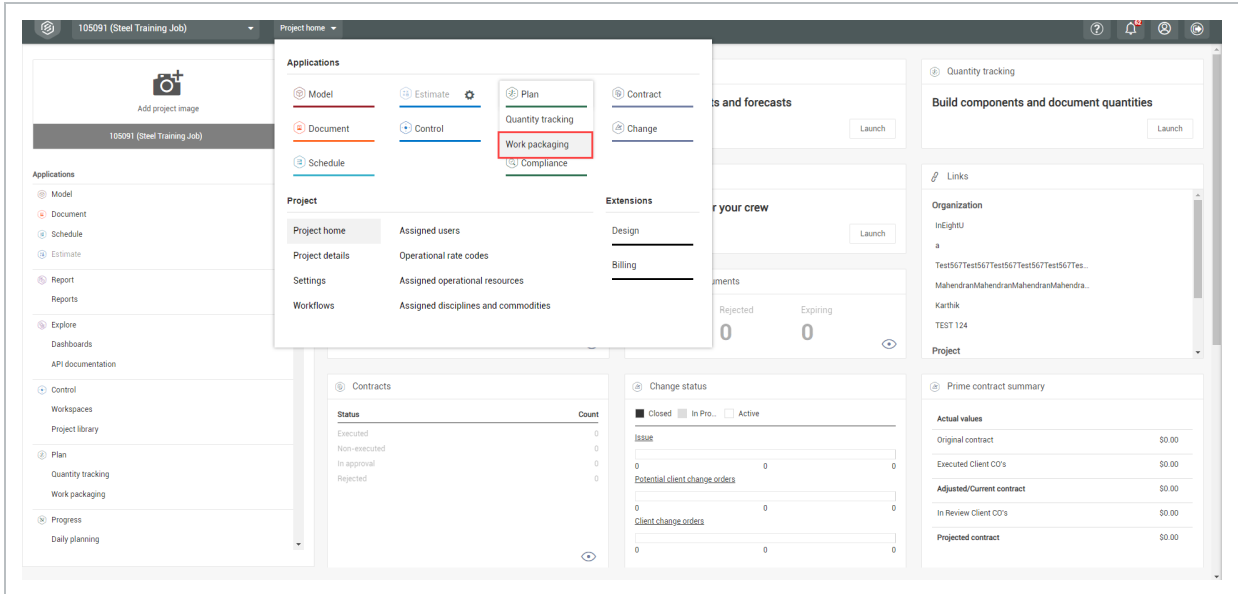 105091 (Steel Training Job)
Project home
62
Add project image
105091 (Steel Training Job)
Applications
Model
Document
Schedule
Estimate
Report
Reports
Explore
Dashboards
API documentation
Control
Workspaces
Project library
Plan
Quantity tracking
Work packaging
Progress
Daily planning
Applications
Model
Estimate
Plan
Contract
Quantity tracking
Document
Control
Change
Work packaging
Schedule
Compliance
Project
Extensions
Project home
Assigned users
Design
Project details
Operational rate codes
Billing
Settings
Assigned operational resources
Workflows
Assigned disciplines and commodities
ts and forecasts
Launch
r your crew
Launch
uments
Rejected
Expiring
0
0
Quantity tracking
Build components and document quantities
Launch
Links
Organization
InEightU
a
Test567Test567Test567Test567Test567Tes...
MahendranMahendranMahendranMahendra...
Karthik
TEST 124
Project
Contracts
Status Count
Executed 0
Non-executed 0
In approval 0
Rejected 0
Change status
Closed In Pro... Active
Issue
0 0 0
Potential client change orders
0 0 0
Client change orders
0 0 0
Prime contract summary
Actual values
Original contract $0.00
Executed Client CO's $0.00
Adjusted/Current contract $0.00
In Review Client CO's $0.00
Projected contract $0.00